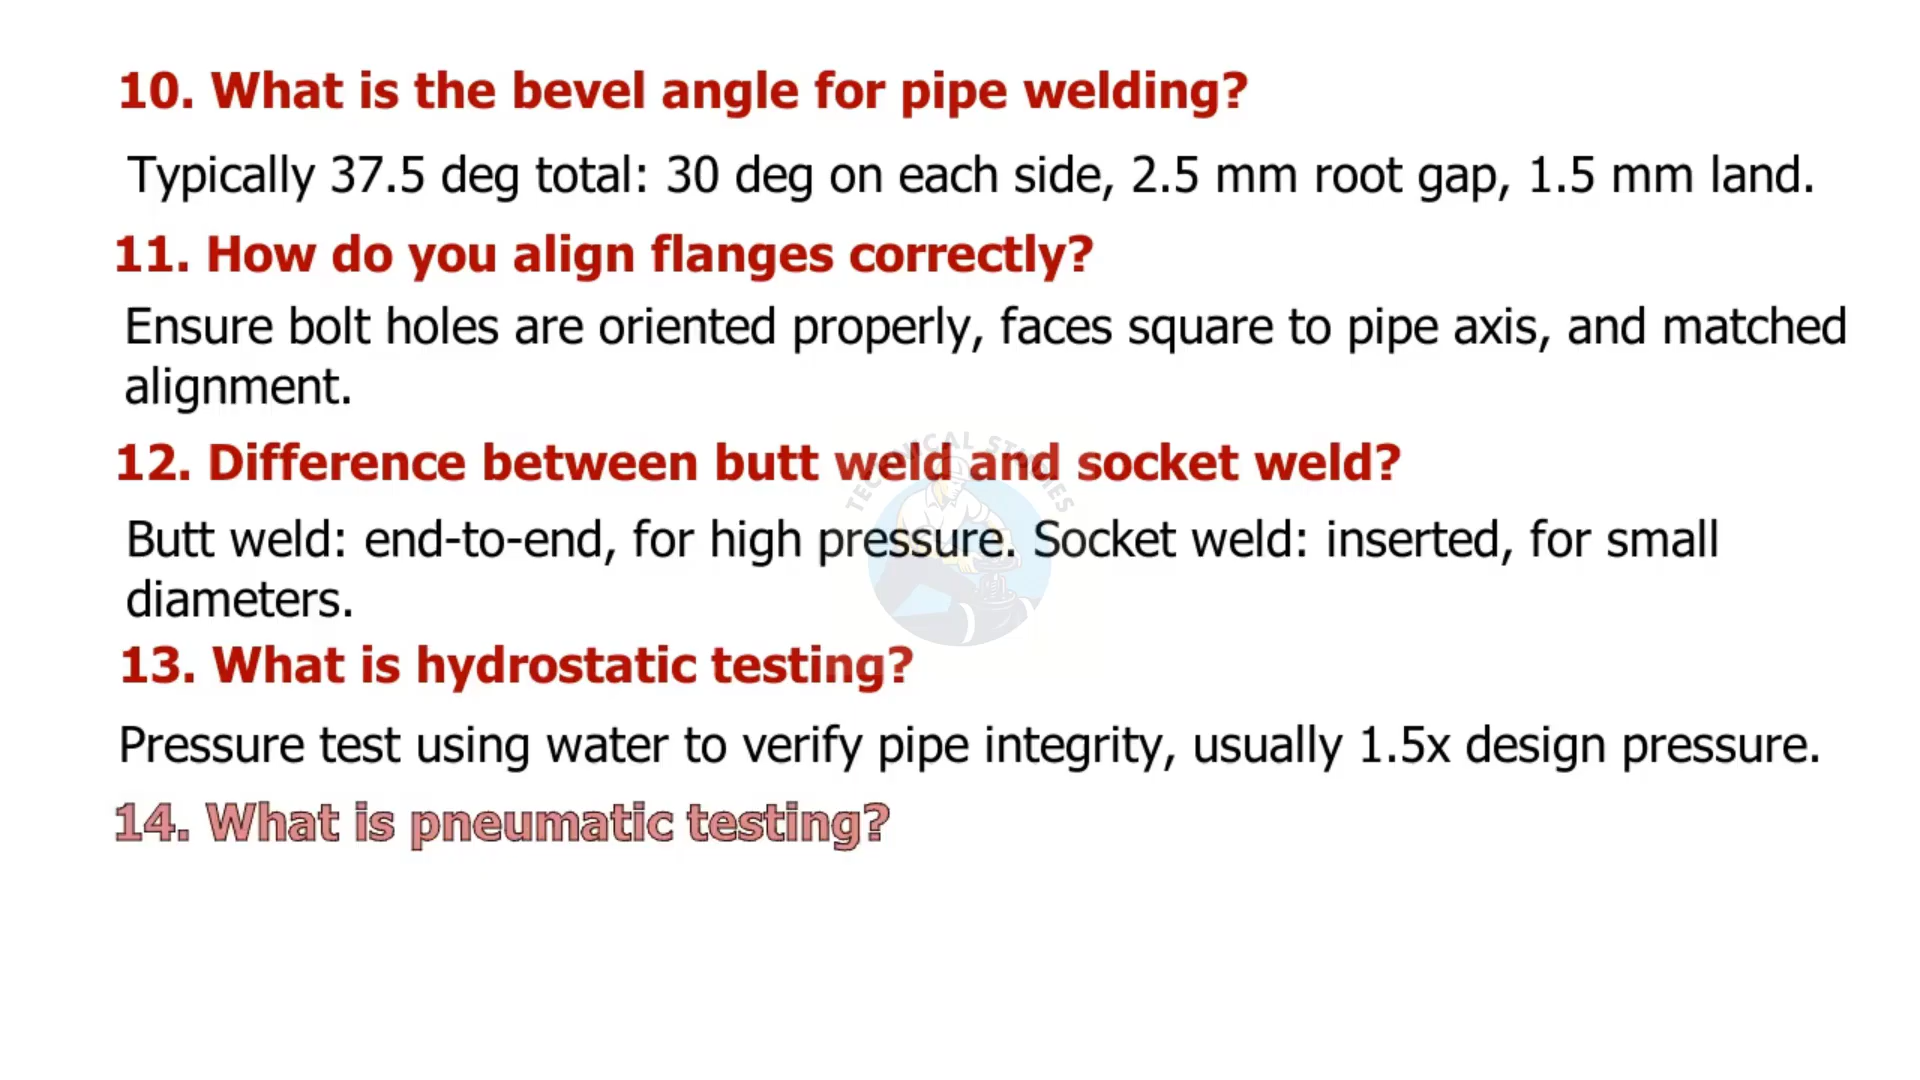 10. What is the bevel angle for pipe welding?
Typically 37.5 deg total: 30 deg on each side, 2.5 mm root gap, 1.5 mm land.
11. How do you align flanges correctly?
Ensure bolt holes are oriented properly, faces square to pipe axis, and matched
alignment.
12. Difference between butt weld and socket weld?
TECHNICAL STUDIES
Butt weld: end-to-end, for high pressure. Socket weld: inserted, for small
diameters.
13. What is hydrostatic testing?
Pressure test using water to verify pipe integrity, usually 1.5x design pressure.
14. What is pneumatic testing?